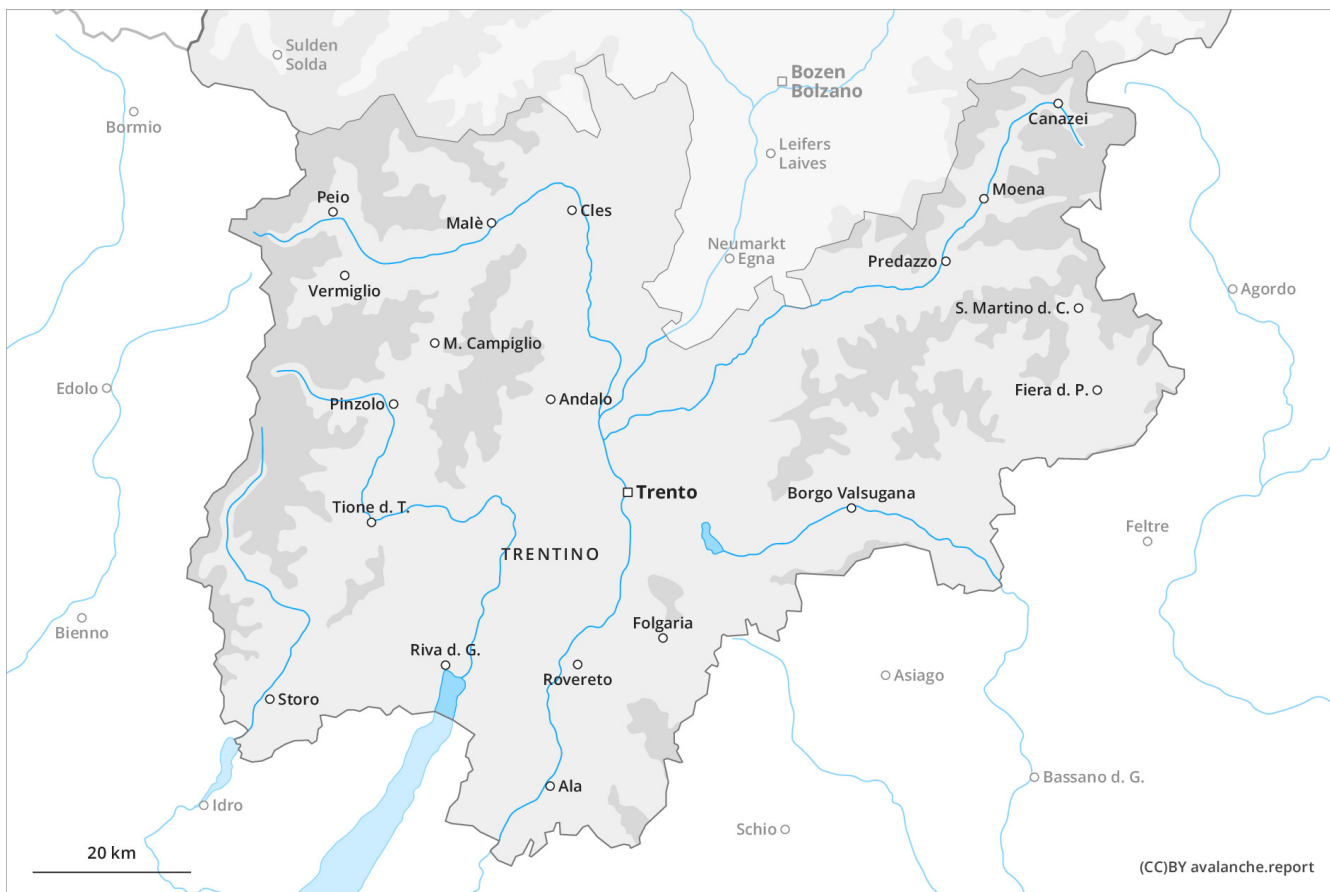 Sulden
Solda
Bozen
Bolzano
Bormio
Canazei
Leifers
Laives
Peio
Moena
Malè
Cles
Neumarkt
Egna
Predazzo
Vermiglio
Agordo
S. Martino d. C.
M. Campiglio
Edolo
Andalo
Fiera d. P.
Pinzolo
Trento
Borgo Valsugana
Tione d. T.
Feltre
TRENTINO
Folgaria
Bienno
Riva d. G.
Asiago
Rovereto
Storo
Bassano d. G.
Ala
Idro
Schio
20 km
(CC)BY avalanche.report